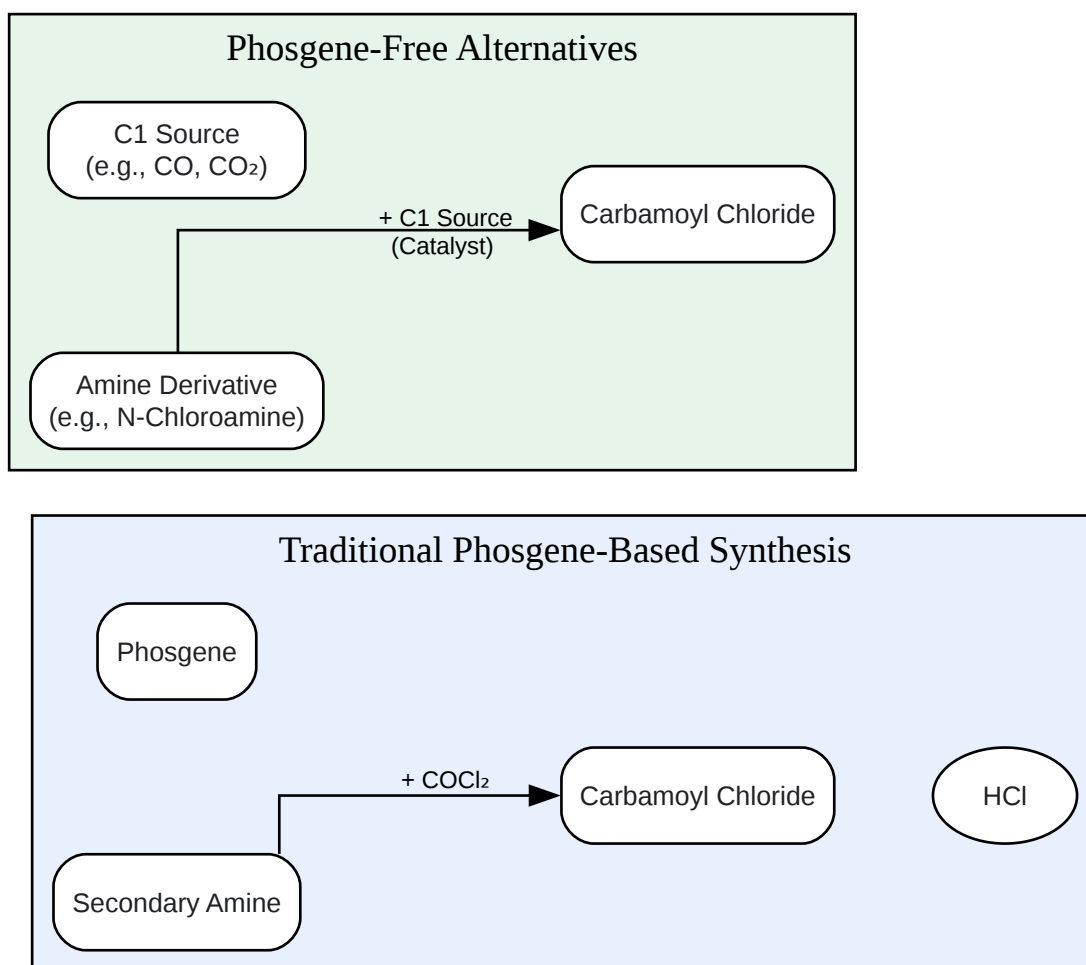 Phosgene-Free Alternatives
C1 Source
(e.g., CO, CO₂)
+ C1 Source
(Catalyst)
Carbamoyl Chloride
Amine Derivative
(e.g., N-Chloroamine)
Traditional Phosgene-Based Synthesis
Phosgene
+ COCl₂
Carbamoyl Chloride
HCl
Secondary Amine